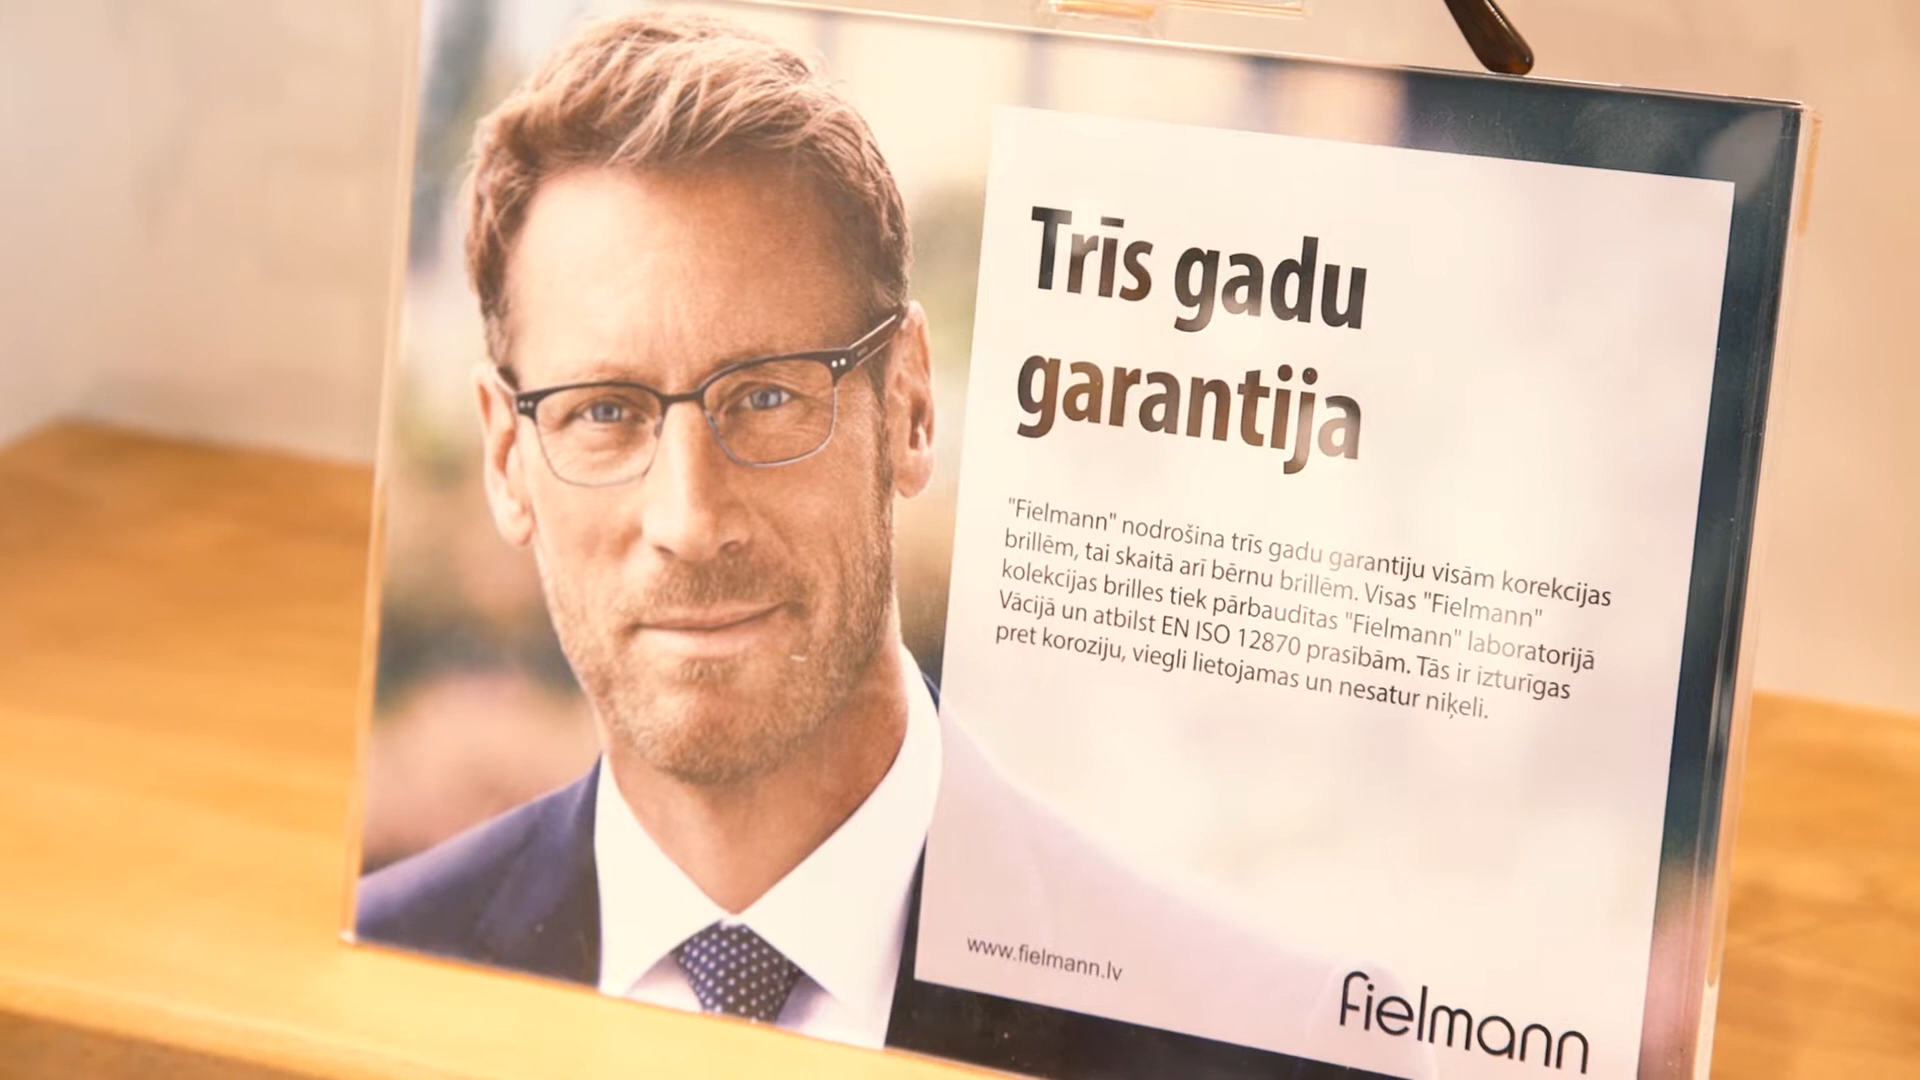 Trīs gadu
garantija
"Fielmann" nodrošina trīs gadu garantiju visām korekcijas
brillēm, tai skaitā arī bērnu brillēm. Visas "Fielmann"
kolekcijas brilles tiek pārbaudītas "Fielmann" laboratorijā
Vācijā un atbilst EN ISO 12870 prasībām. Tās ir izturīgas
pret koroziju, viegli lietojamas un nesatur niķeli.
www.fielmann.lv
fielmann